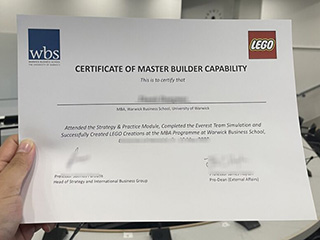 wbs
LEGO
CERTIFICATE OF MASTER BUILDER CAPABILITY
This is to certify that
MBA, Warwick Business School, University of Warwick
Attended the Strategy & Practice Module, Completed the Everest Team Simulation and
Successfully Created LEGO Creations at the MBA Programme at Warwick Business School,
Head of Strategy and International Business Group
Pro-Dean (External Affairs)